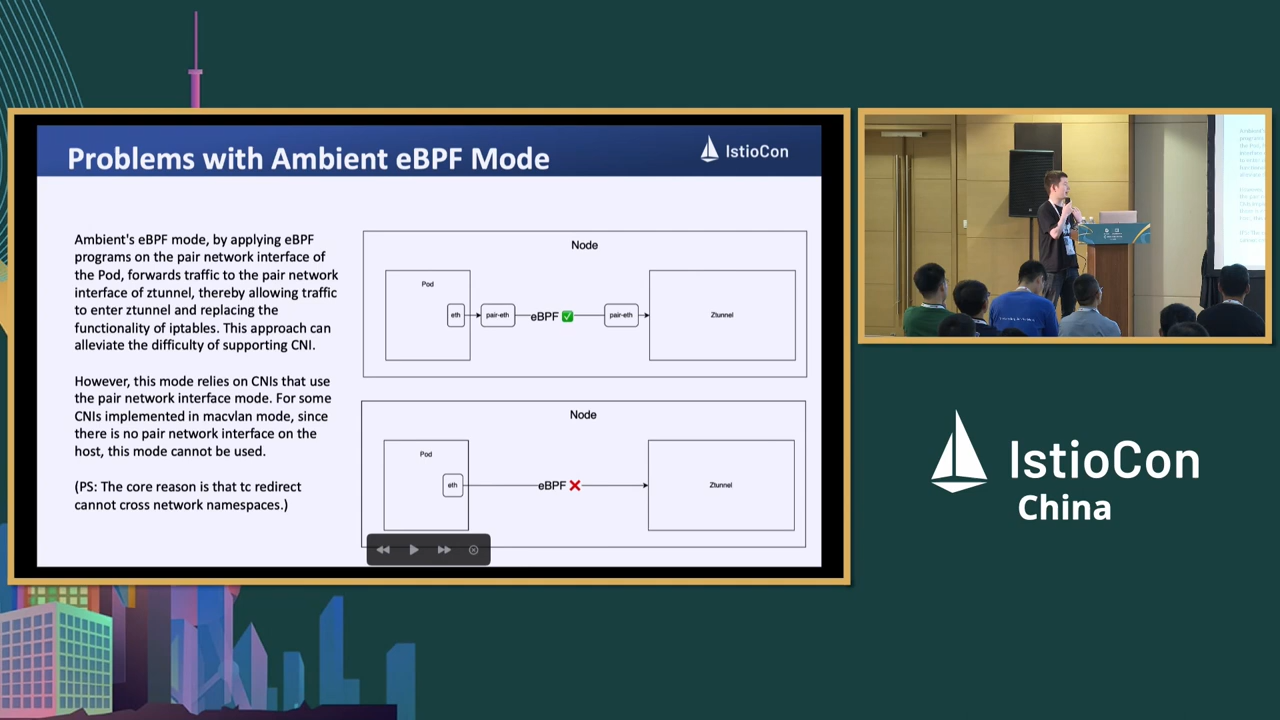 Problems with Ambient eBPF Mode
IstioCon
Ambient's eBPF mode, by applying eBPF
programs on the pair network interface of
the Pod, forwards traffic to the pair network
interface of ztunnel, thereby allowing traffic
to enter ztunnel and replacing the
functionality of iptables. This approach can
alleviate the difficulty of supporting CNI.
However, this mode relies on CNIs that use
the pair network interface mode. For some
CNIs implemented in macvlan mode, since
there is no pair network interface on the
host, this mode cannot be used.
(PS: The core reason is that tc redirect
cannot cross network namespaces.)
Node
Pod
eth
pair-eth
eBPF
pair-eth
Ztunnel
Node
Pod
eth
eBPF
Ztunnel
IstioCon
China